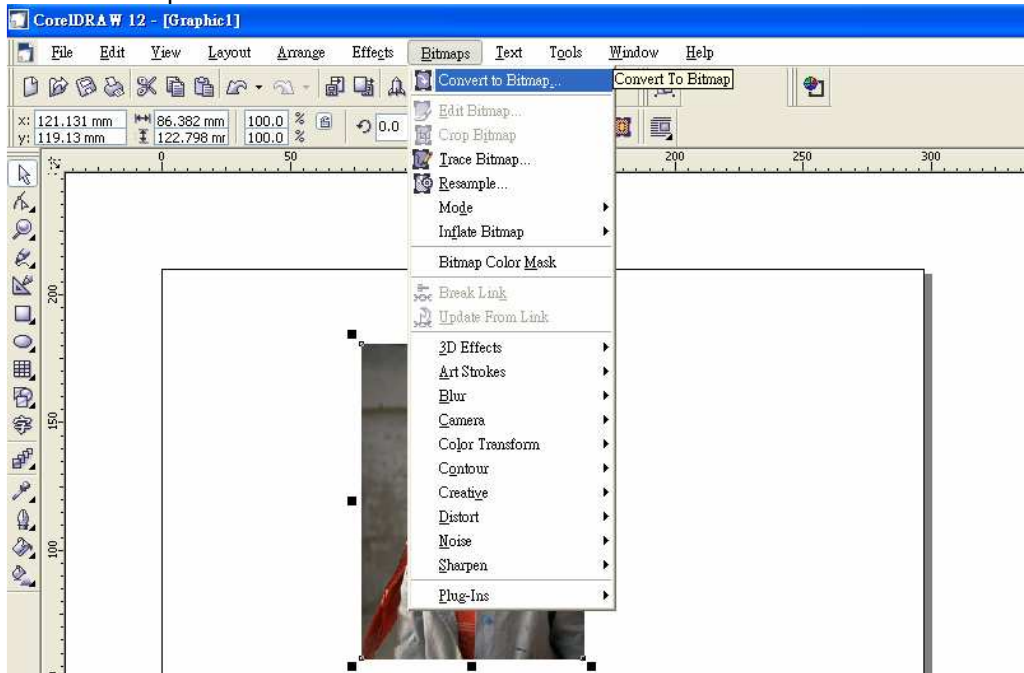 CorelDRAW 12 - [Graphic1]
File Edit View Layout Arrange Effects Bitmaps Text Tools Window Help
Convert to Bitmap...
Convert To Bitmap
x: 121.131 mm
y: 119.13 mm
86.382 mm
122.798 mr
100.0 %
100.0 %
0.0
0 50 200 250 300
Edit Bitmap...
Crop Bitmap
Trace Bitmap...
Resample...
Mode
Inflate Bitmap
Bitmap Color Mask
Break Link
Update From Link
3D Effects
Art Strokes
Blur
Camera
Color Transform
Contour
Creative
Distort
Noise
Sharpen
Plug-Ins
字
200
150
100